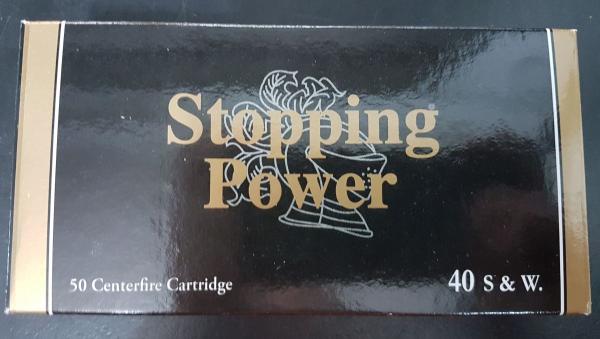 Stopping
Power
50 Centerfire Cartridge
40 S & W.